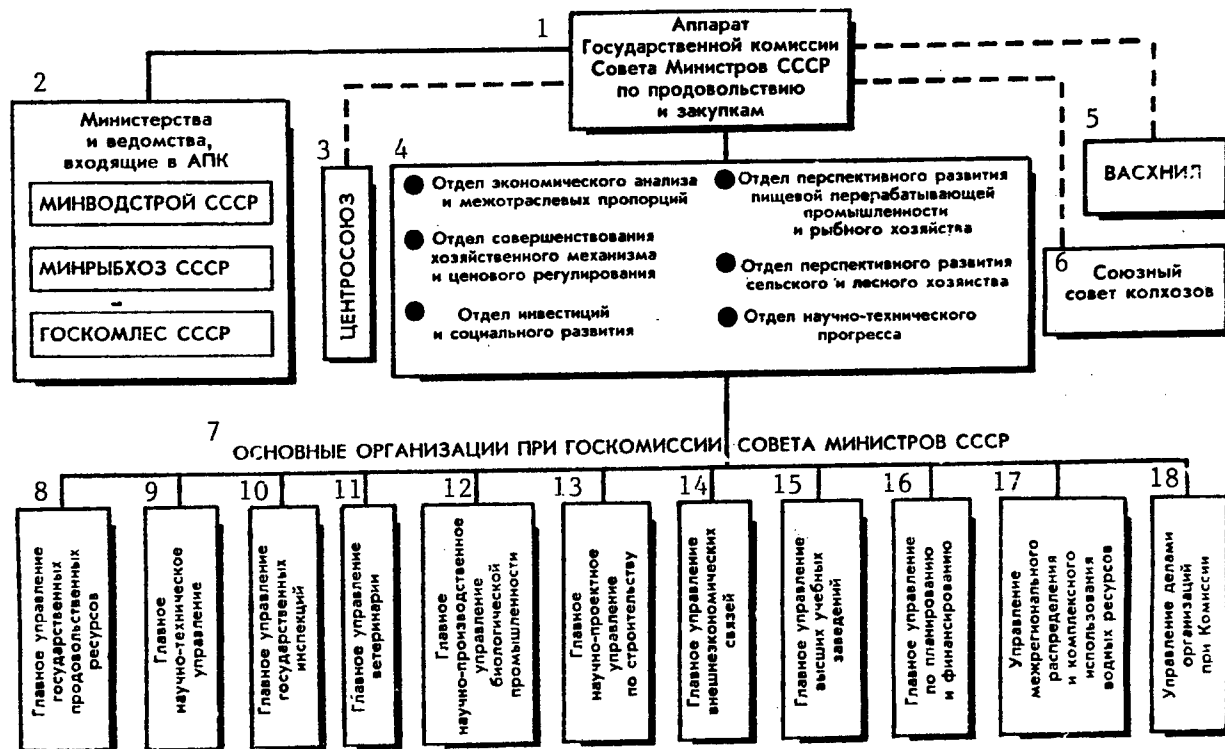 1
Аппарат
Государственной комиссии
Совета Министров СССР
по продовольствию
и закупкам
2
Министерства
и ведомства,
входящие в АПК
МИНВОДСТРОЙ СССР
МИНРЫБХОЗ СССР
ГОСКОМЛЕС СССР
3
ЦЕНТРОСОЮЗ
4
Отдел экономического анализа
и межотраслевых пропорций
Отдел совершенствования
хозяйственного механизма
и ценового регулирования
Отдел инвестиций
и социального развития
Отдел перспективного развития
пищевой перерабатывающей
промышленности
и рыбного хозяйства
Отдел перспективного развития
сельского и лесного хозяйства
Отдел научно-технического
прогресса
5
ВАСХНИЛ
6
Союзный
совет колхозов
7
ОСНОВНЫЕ ОРГАНИЗАЦИИ ПРИ ГОСКОМИССИИ СОВЕТА МИНИСТРОВ СССР
8
Главное управление
государственных
продовольственных
ресурсов
9
Главное
научно-техническое
управление
10
Главное управление
государственных
инспекций
11
Главное управление
ветеринарии
12
Главное
научно-производственное
управление
биологической
промышленности
13
Главное
научно-проектное
управление
по строительству
14
Главное управление
внешнеэкономических
связей
15
Главное управление
высших учебных
заведений
16
Главное управление
по планированию
и финансированию
17
Управление
межрегионального
распределения
и комплексного
использования
водных ресурсов
18
Управление делами
организаций
при Комиссии